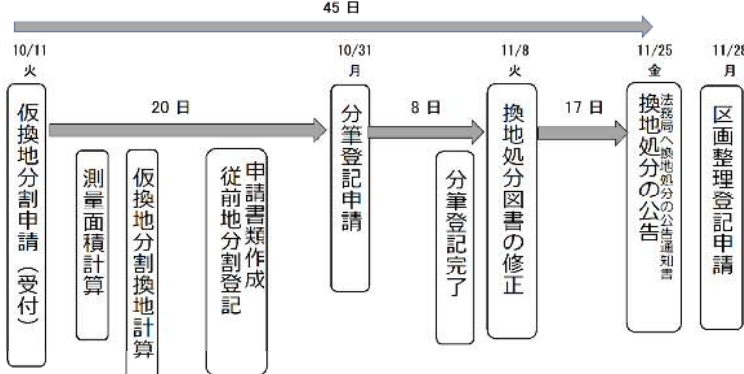 45 日
10/11
火
10/31
月
11/8
火
11/25
金
11/28
月
20 日
8 日
17 日
仮換地分割申請（受付）
測量面積計算
仮換地分割換地計算
申請書類作成
従前地分割登記
分筆登記申請
分筆登記完了
換地処分図書の修正
法務局へ換地処分の公告通知書
換地処分の公告
区画整理登記申請